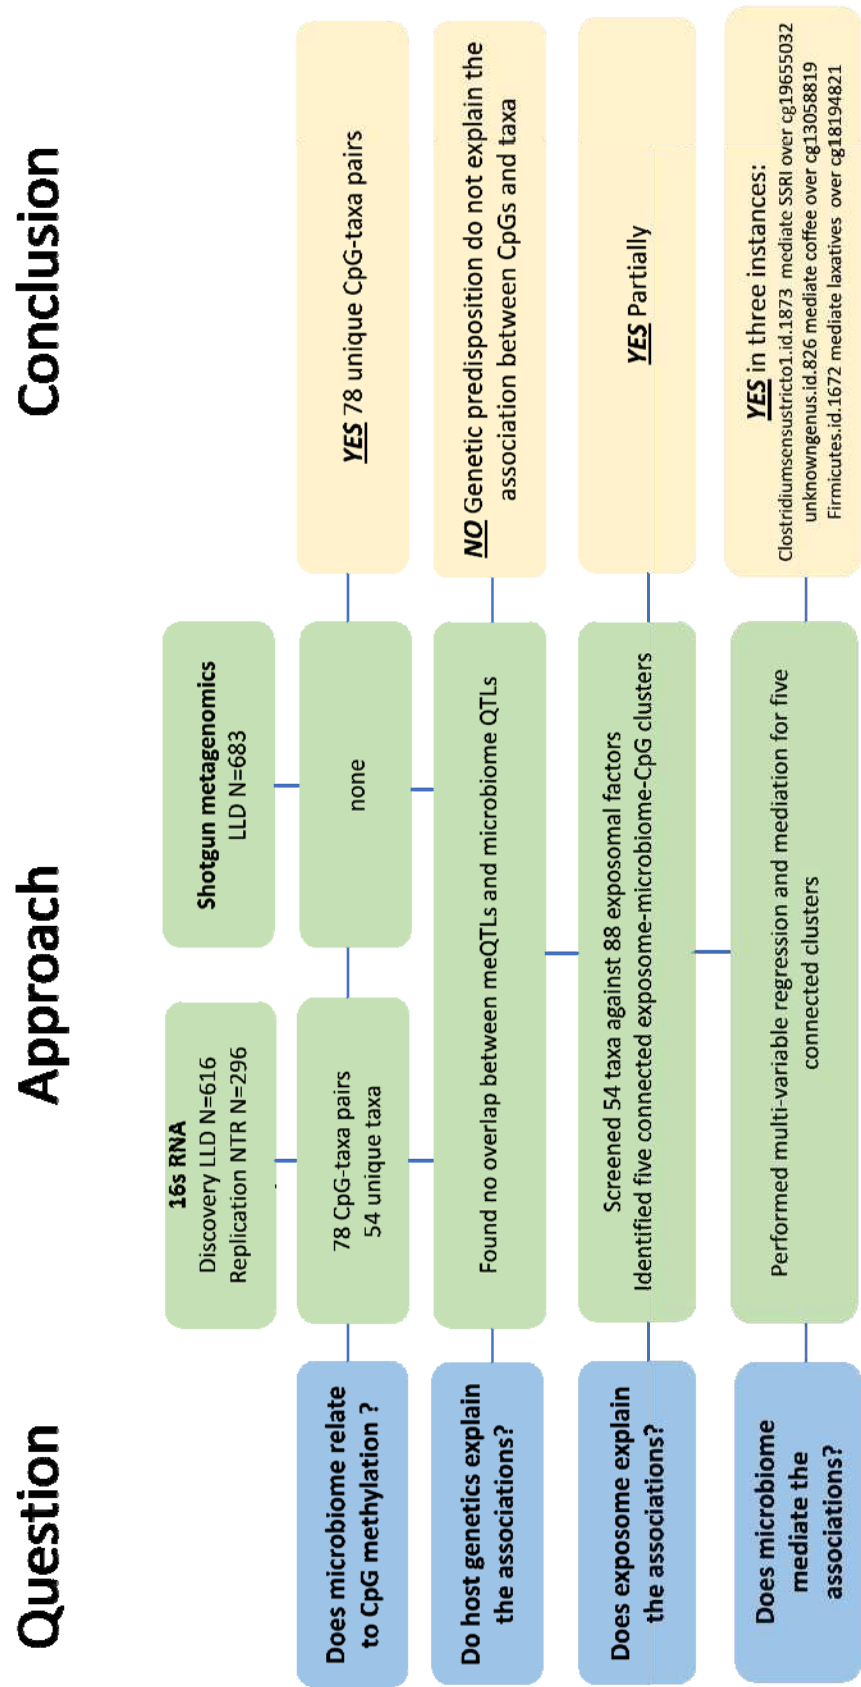 Question
Approach
Conclusion
16s RNA
Discovery LLD N=616
Replication NTR N=296
Shotgun metagenomics
LLD N=683
Does microbiome relate
to CpG methylation ?
78 CpG-taxa pairs
54 unique taxa
none
YES 78 unique CpG-taxa pairs
Do host genetics explain
the associations?
Found no overlap between meQTLs and microbiome QTLs
NO Genetic predisposition do not explain the
association between CpGs and taxa
Does exposome explain
the associations?
Screened 54 taxa against 88 exposomal factors
Identified five connected exposome-microbiome-CpG clusters
YES Partially
Does microbiome
mediate the
associations?
Performed multi-variable regression and mediation for five
connected clusters
YES in three instances:
Clostridiumsensustricto1.id.1873 mediate SSRI over cg19655032
unknowngenus.id.826 mediate coffee over cg13058819
Firmicutes.id.1672 mediate laxatives over cg18194821